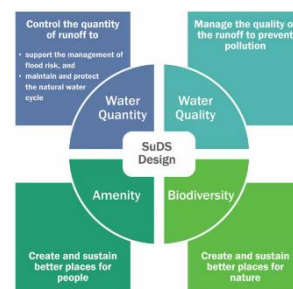 Control the quantity
of runoff to
• support the management of
flood risk, and
• maintain and protect
the natural water
cycle
Manage the quality of
the runoff to prevent
pollution
Water
Quantity
Water
Quality
SuDS
Design
Amenity
Biodiversity
Create and sustain
better places for
people
Create and sustain
better places for
nature